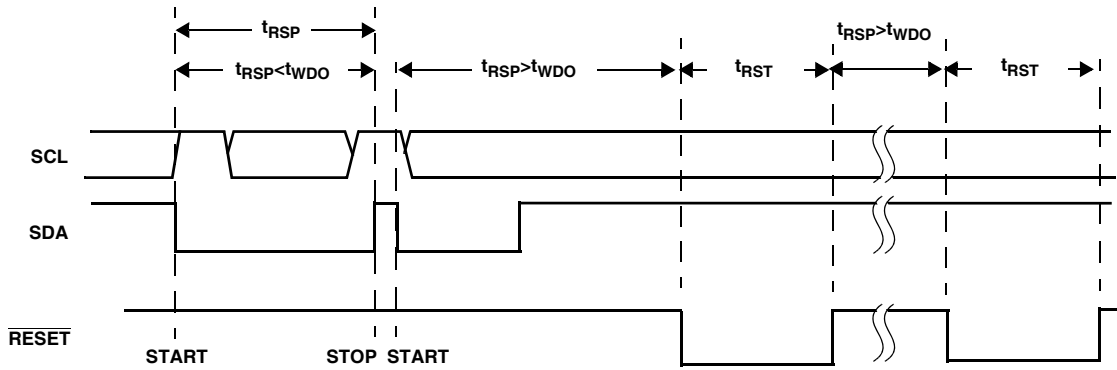 tRSP
tRSP<tWDO
tRSP>tWDO
tRST
tRSP>tWDO
tRST
SCL
SDA
RESET
START
STOP
START